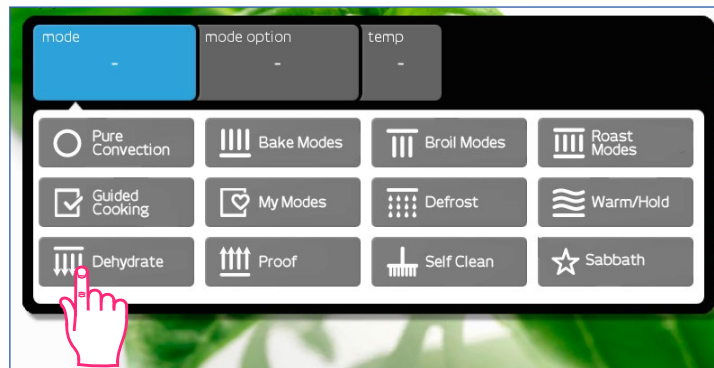 mode
mode option
temp
-
-
-
Pure
Convection
Bake Modes
Broil Modes
Roast
Modes
Guided
Cooking
My Modes
Defrost
Warm/Hold
Dehydrate
Proof
Self Clean
Sabbath